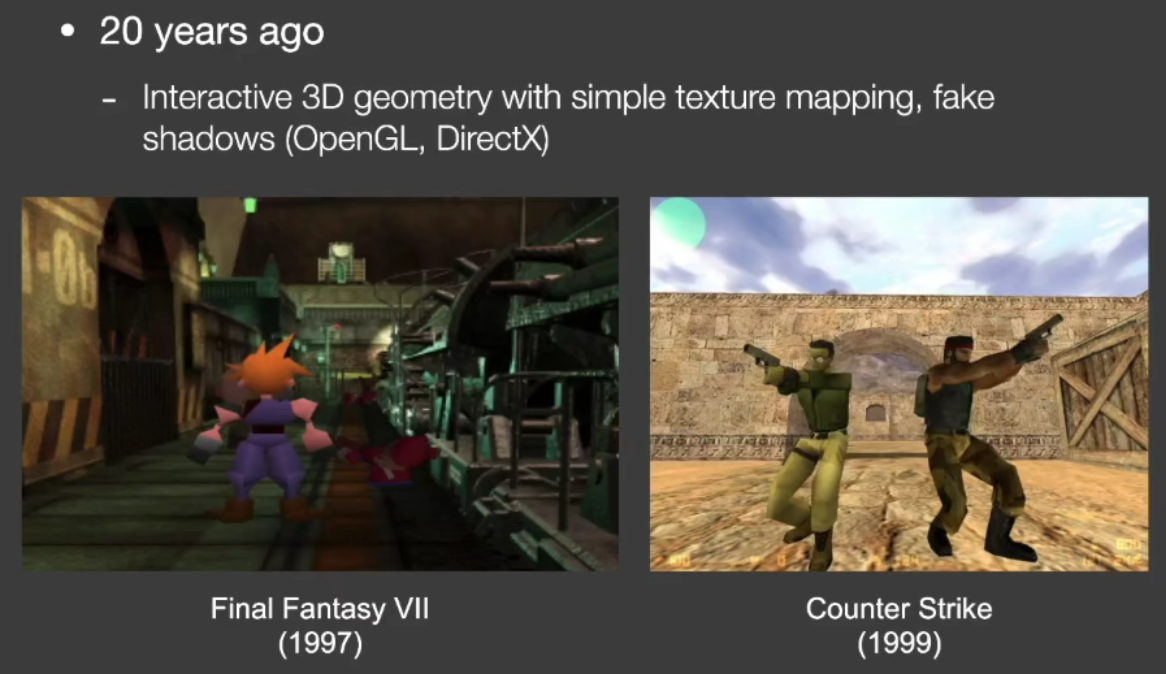 • 20 years ago
- Interactive 3D geometry with simple texture mapping, fake
shadows (OpenGL, DirectX)
Final Fantasy VII
(1997)
Counter Strike
(1999)